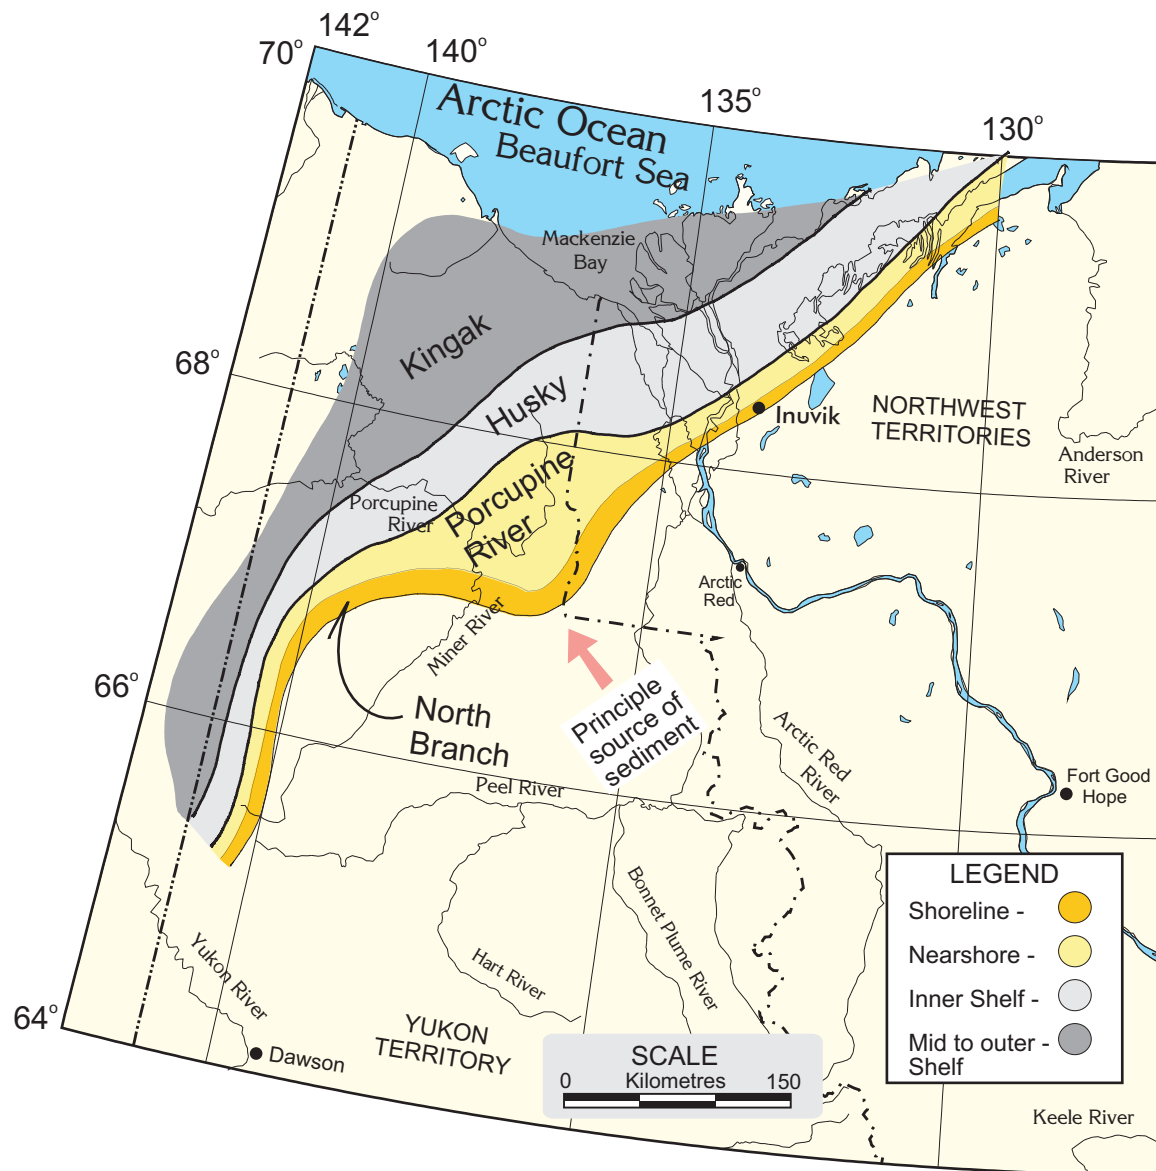 142°
70°
140°
135°
130°
Arctic Ocean
Beaufort Sea
Mackenzie
Bay
Kingak
68°
Husky
Inuvik
NORTHWEST
TERRITORIES
Anderson
River
Porcupine
River
Porcupine
River
Arctic
Red
Miner River
66°
North
Branch
Principle
source of
sediment
Arctic Red
River
Peel River
Fort Good
Hope
Bonnet Plume River
Hart River
Yukon River
64°
Dawson
YUKON
TERRITORY
SCALE
0 Kilometres 150
LEGEND
Shoreline -
Nearshore -
Inner Shelf -
Mid to outer -
Shelf
Keele River